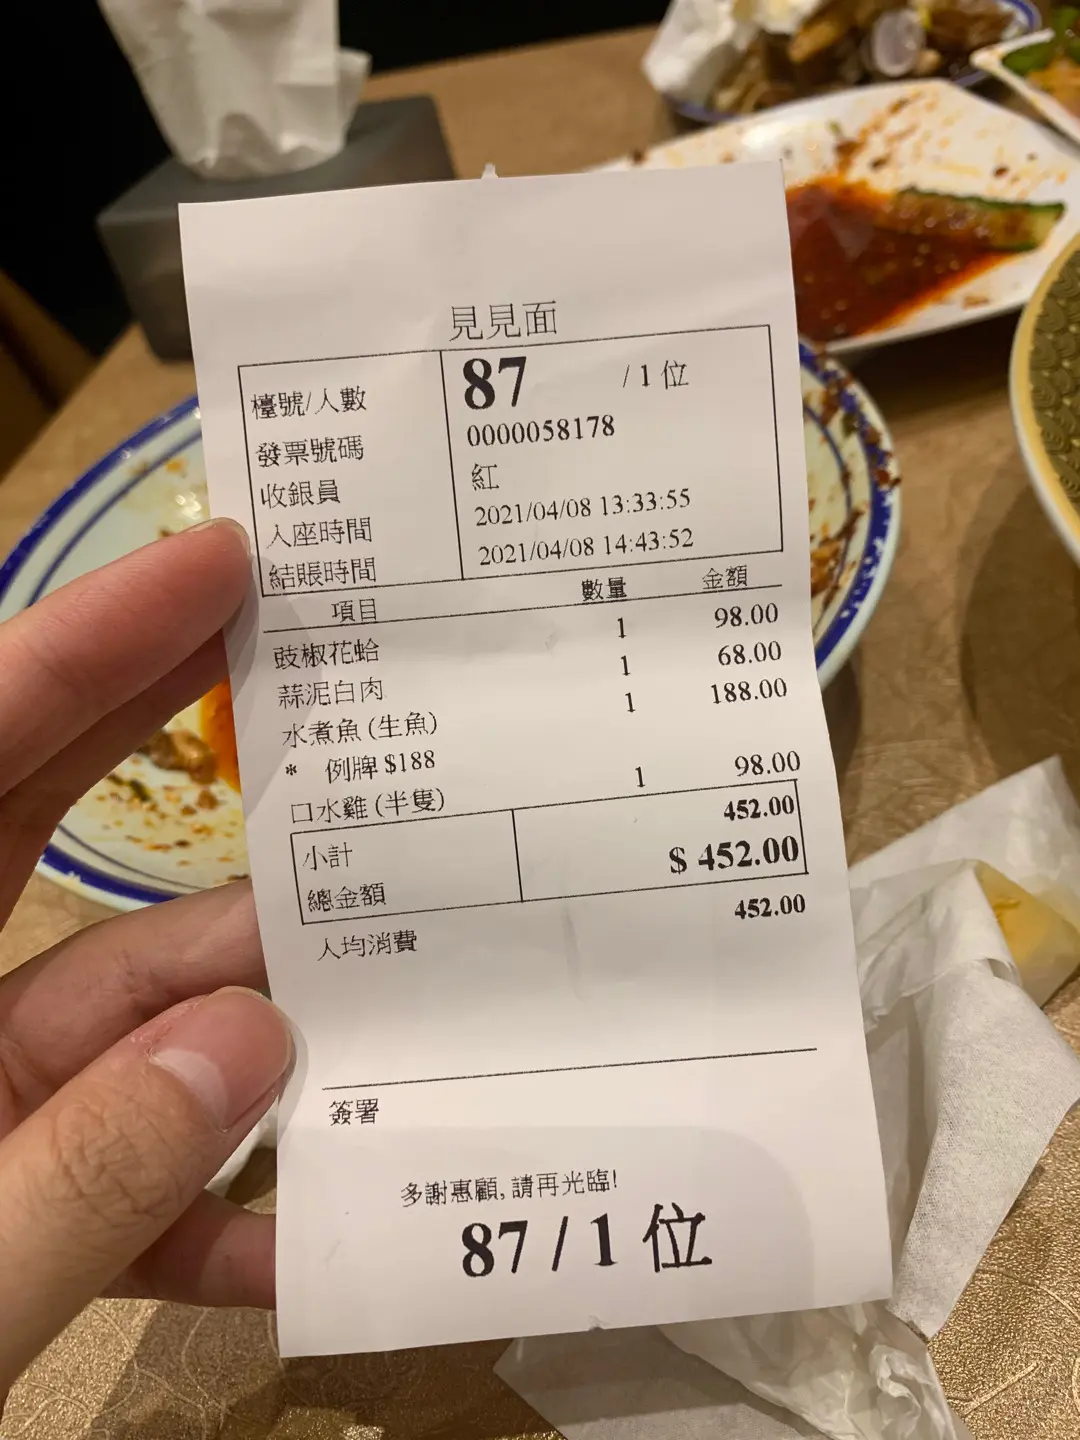 見見面
檯號/人數 87 / 1 位
發票號碼 0000058178
收銀員 紅
入座時間 2021/04/08 13:33:55
結賬時間 2021/04/08 14:43:52
項目 數量 金額
豉椒花蛤 1 98.00
蒜泥白肉 1 68.00
水煮魚(生魚) 1 188.00
* 例牌 $188
口水雞(半隻) 1 98.00
小計 452.00
總金額 $ 452.00
人均消費 452.00
簽署
多謝惠顧, 請再光臨!
87 / 1 位